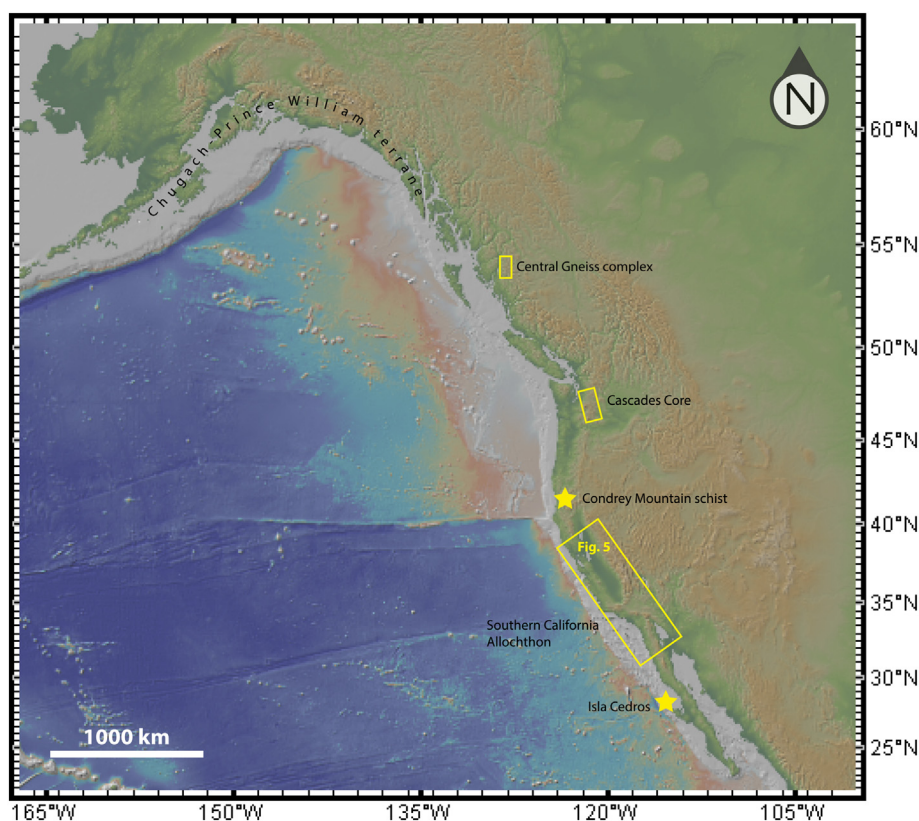 N
Chugach-Prince William terrane
60°N
55°N
Central Gneiss complex
50°N
Cascades Core
45°N
Condrey Mountain schist
40°N
Fig. 5
35°N
Southern California
Allochthon
30°N
Isla Cedros
1000 km
25°N
165°W
150°W
135°W
120°W
105°W